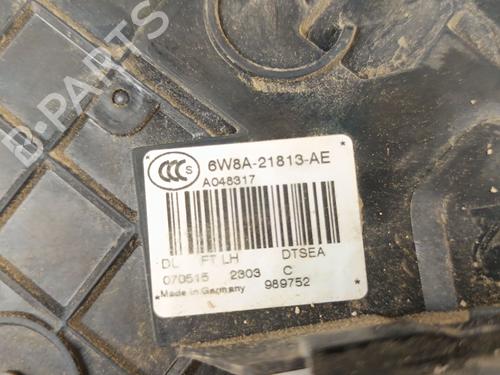 CCC S
6W8A-21813-AE
A048317
DL FT LH DTSEA
070515 2303 C
Made in Germany 989752
B-PARTS